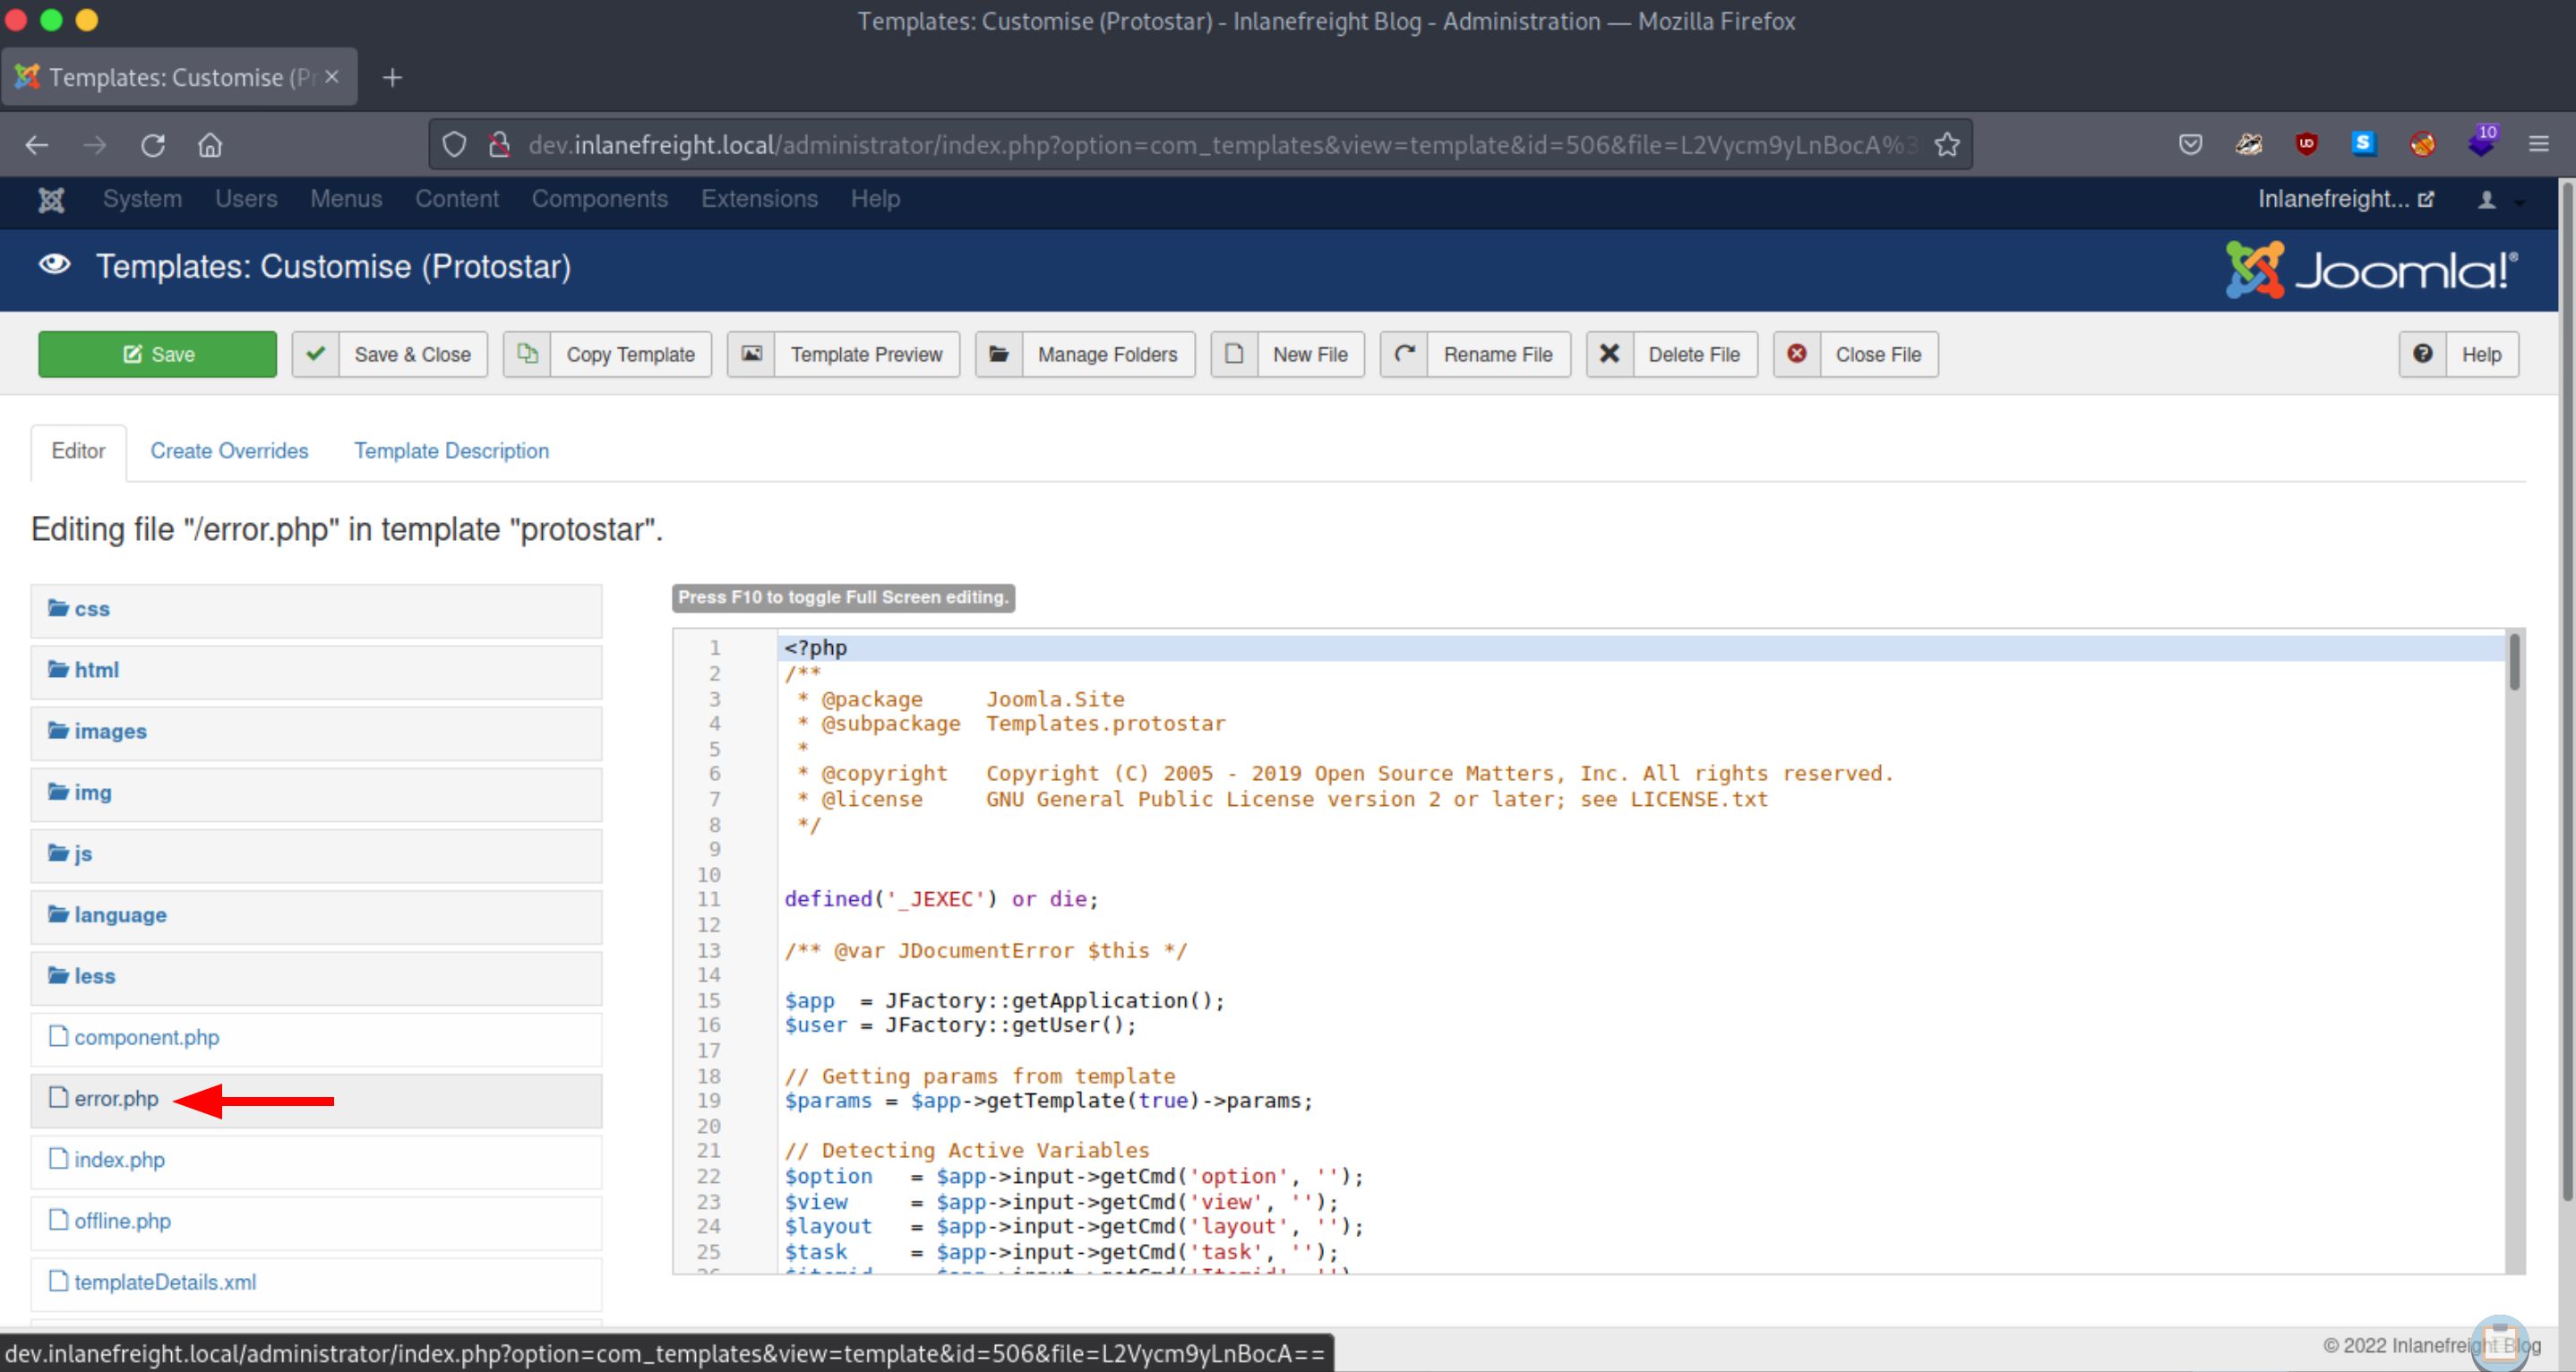 Templates: Customise (Protostar) - Inlanefreight Blog - Administration — Mozilla Firefox
Templates: Customise (Pr
dev.inlanefreight.local/administrator/index.php?option=com_templates&view=template&id=506&file=L2Vycm9yLnBocA%3
10
System Users Menus Content Components Extensions Help Inlanefreight...
Templates: Customise (Protostar) Joomla!®
Save Save & Close Copy Template Template Preview Manage Folders New File Rename File Delete File Close File Help
Editor Create Overrides Template Description
Editing file "/error.php" in template "protostar".
css
html
images
img
js
language
less
component.php
error.php
index.php
offline.php
templateDetails.xml
Press F10 to toggle Full Screen editing.
1 <?php
2 /**
3 * @package Joomla.Site
4 * @subpackage Templates.protostar
5 *
6 * @copyright Copyright (C) 2005 - 2019 Open Source Matters, Inc. All rights reserved.
7 * @license GNU General Public License version 2 or later; see LICENSE.txt
8 */
9
10
11 defined('_JEXEC') or die;
12
13 /** @var JDocumentError $this */
14
15 $app = JFactory::getApplication();
16 $user = JFactory::getUser();
17
18 // Getting params from template
19 $params = $app->getTemplate(true)->params;
20
21 // Detecting Active Variables
22 $option = $app->input->getCmd('option', '');
23 $view = $app->input->getCmd('view', '');
24 $layout = $app->input->getCmd('layout', '');
25 $task = $app->input->getCmd('task', '');
dev.inlanefreight.local/administrator/index.php?option=com_templates&view=template&id=506&file=L2Vycm9yLnBocA==
© 2022 Inlanefreight Blog